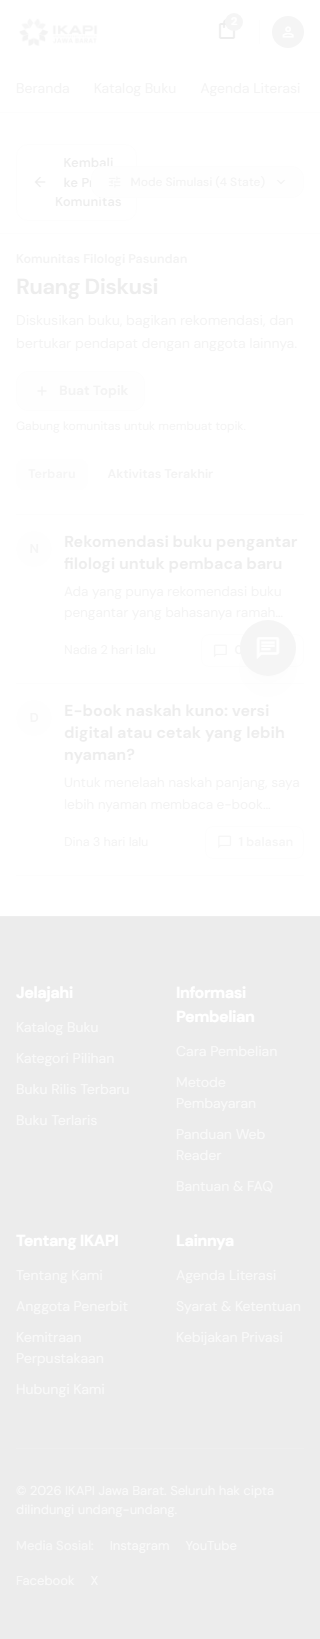 IKAPI
JAWA BARAT
2
Beranda Katalog Buku Agenda Literasi
Kembali
ke Pr
Komunitas
Mode Simulasi (4 State)
Komunitas Filologi Pasundan
Ruang Diskusi
Diskusikan buku, bagikan rekomendasi, dan
bertukar pendapat dengan anggota lainnya.
+ Buat Topik
Gabung komunitas untuk membuat topik.
Terbaru Aktivitas Terakhir
N
Rekomendasi buku pengantar
filologi untuk pembaca baru
Ada yang punya rekomendasi buku
pengantar yang bahasanya ramah...
Nadia 2 hari lalu
D
E-book naskah kuno: versi
digital atau cetak yang lebih
nyaman?
Untuk menelaah naskah panjang, saya
lebih nyaman membaca e-book...
Dina 3 hari lalu 1 balasan
Jelajahi
Katalog Buku
Kategori Pilihan
Buku Rilis Terbaru
Buku Terlaris
Informasi
Pembelian
Cara Pembelian
Metode
Pembayaran
Panduan Web
Reader
Bantuan & FAQ
Tentang IKAPI
Tentang Kami
Anggota Penerbit
Kemitraan
Perpustakaan
Hubungi Kami
Lainnya
Agenda Literasi
Syarat & Ketentuan
Kebijakan Privasi
© 2026 IKAPI Jawa Barat. Seluruh hak cipta
dilindungi undang-undang.
Media Sosial: Instagram YouTube
Facebook X